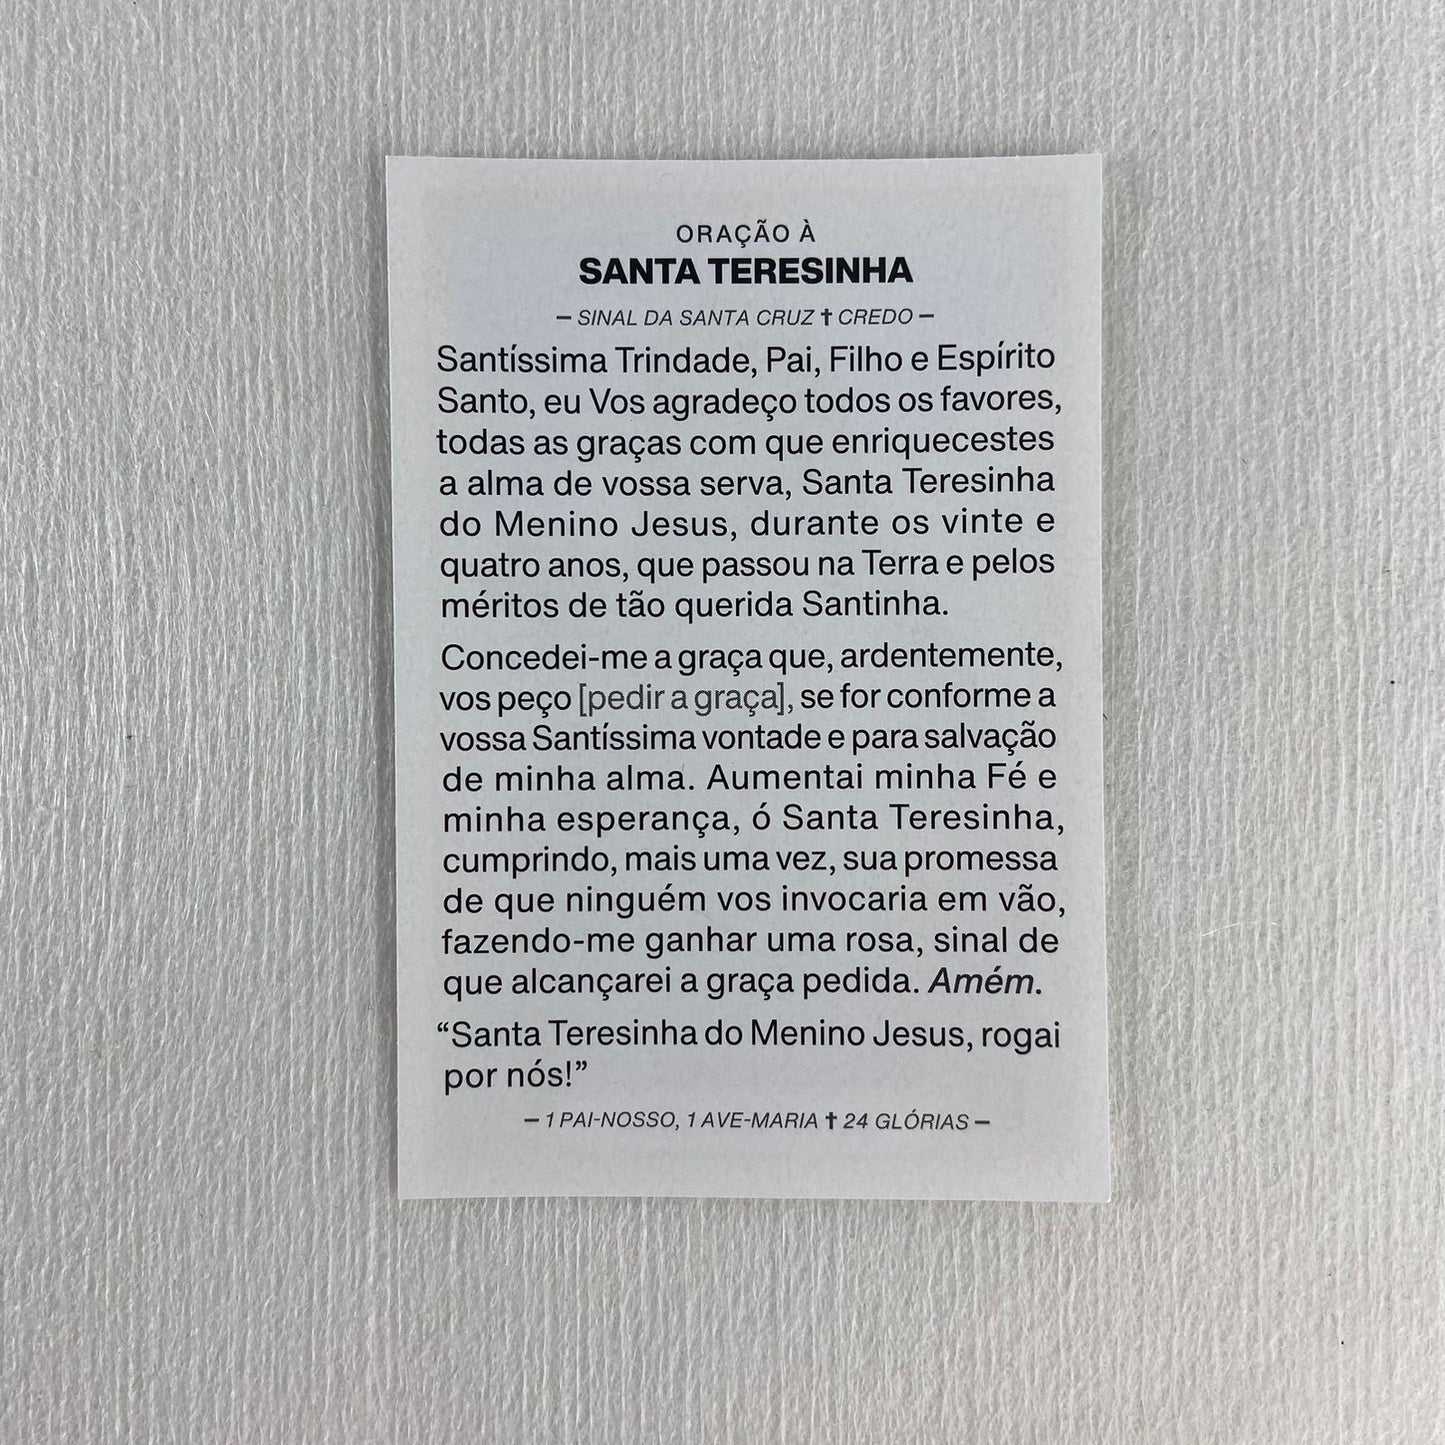 ORAÇÃO À
SANTA TERESINHA
– SINAL DA SANTA CRUZ ✝ CREDO –
Santíssima Trindade, Pai, Filho e Espírito
Santo, eu Vos agradeço todos os favores,
todas as graças com que enriquecestes
a alma de vossa serva, Santa Teresinha
do Menino Jesus, durante os vinte e
quatro anos, que passou na Terra e pelos
méritos de tão querida Santinha.
Concedei-me a graça que, ardentemente,
vos peço [pedir a graça], se for conforme a
vossa Santíssima vontade e para salvação
de minha alma. Aumentai minha Fé e
minha esperança, ó Santa Teresinha,
cumprindo, mais uma vez, sua promessa
de que ninguém vos invocaria em vão,
fazendo-me ganhar uma rosa, sinal de
que alcançarei a graça pedida. Amém.
“Santa Teresinha do Menino Jesus, rogai
por nós!”
– 1 PAI-NOSSO, 1 AVE-MARIA ✝ 24 GLÓRIAS –